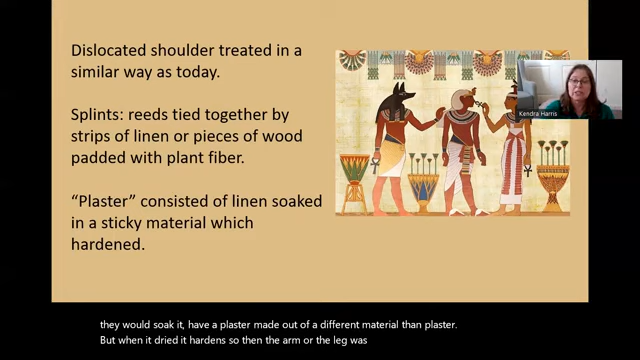 Dislocated shoulder treated in a
similar way as today.
Splints: reeds tied together by
strips of linen or pieces of wood
padded with plant fiber.
“Plaster” consisted of linen soaked
in a sticky material which
hardened.
Kendra Harris
they would soak it, have a plaster made out of a different material than plaster.
But when it dried it hardens so then the arm or the leg was